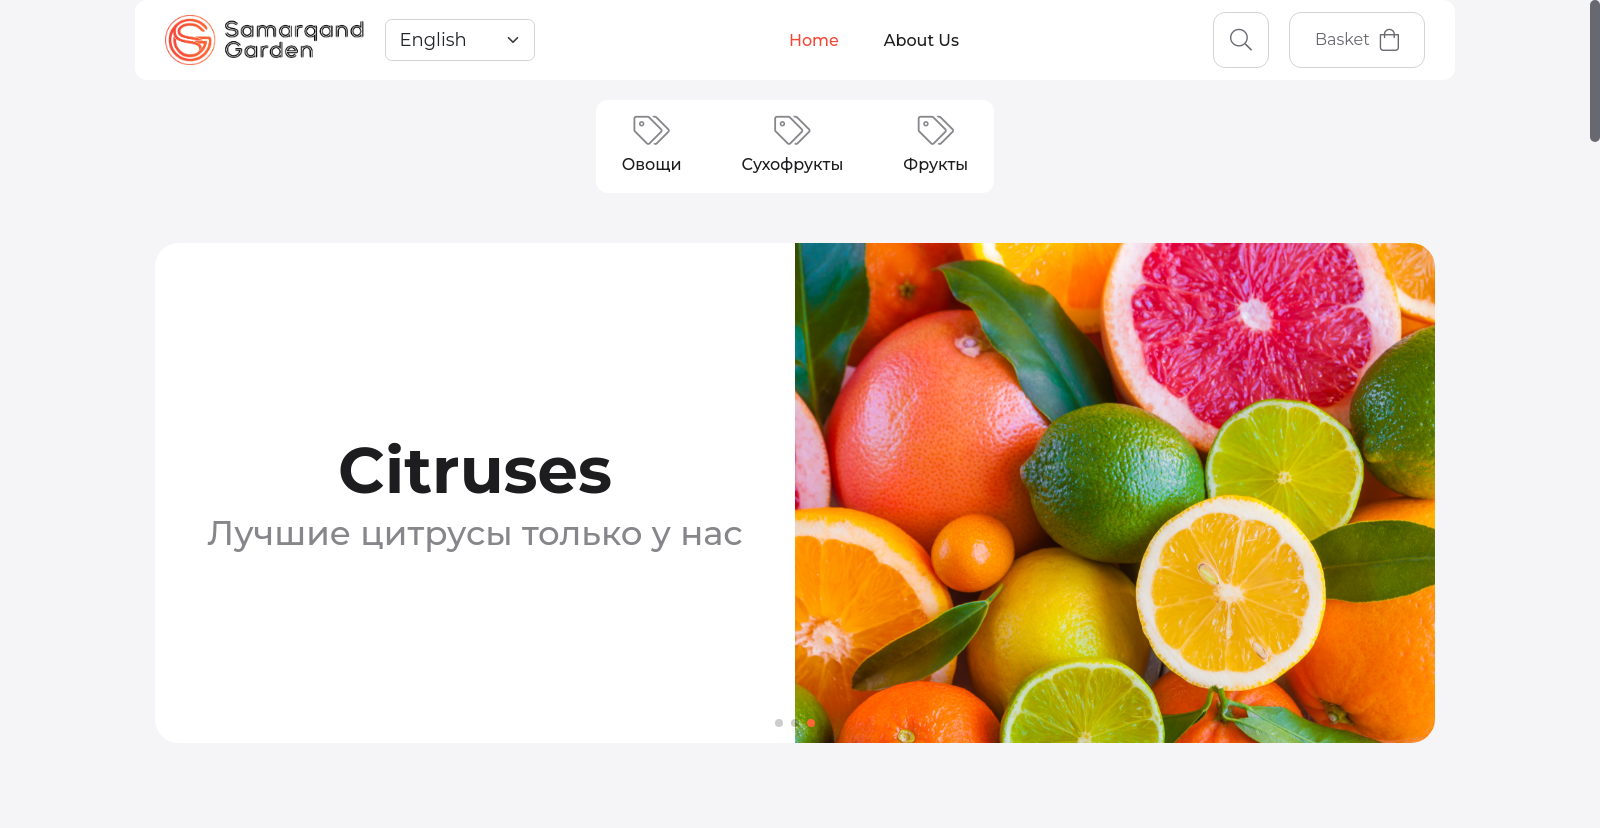 Samarqand
Garden
English
Home
About Us
Basket
Овощи
Сухофрукты
Фрукты
Citruses
Лучшие цитрусы только у нас